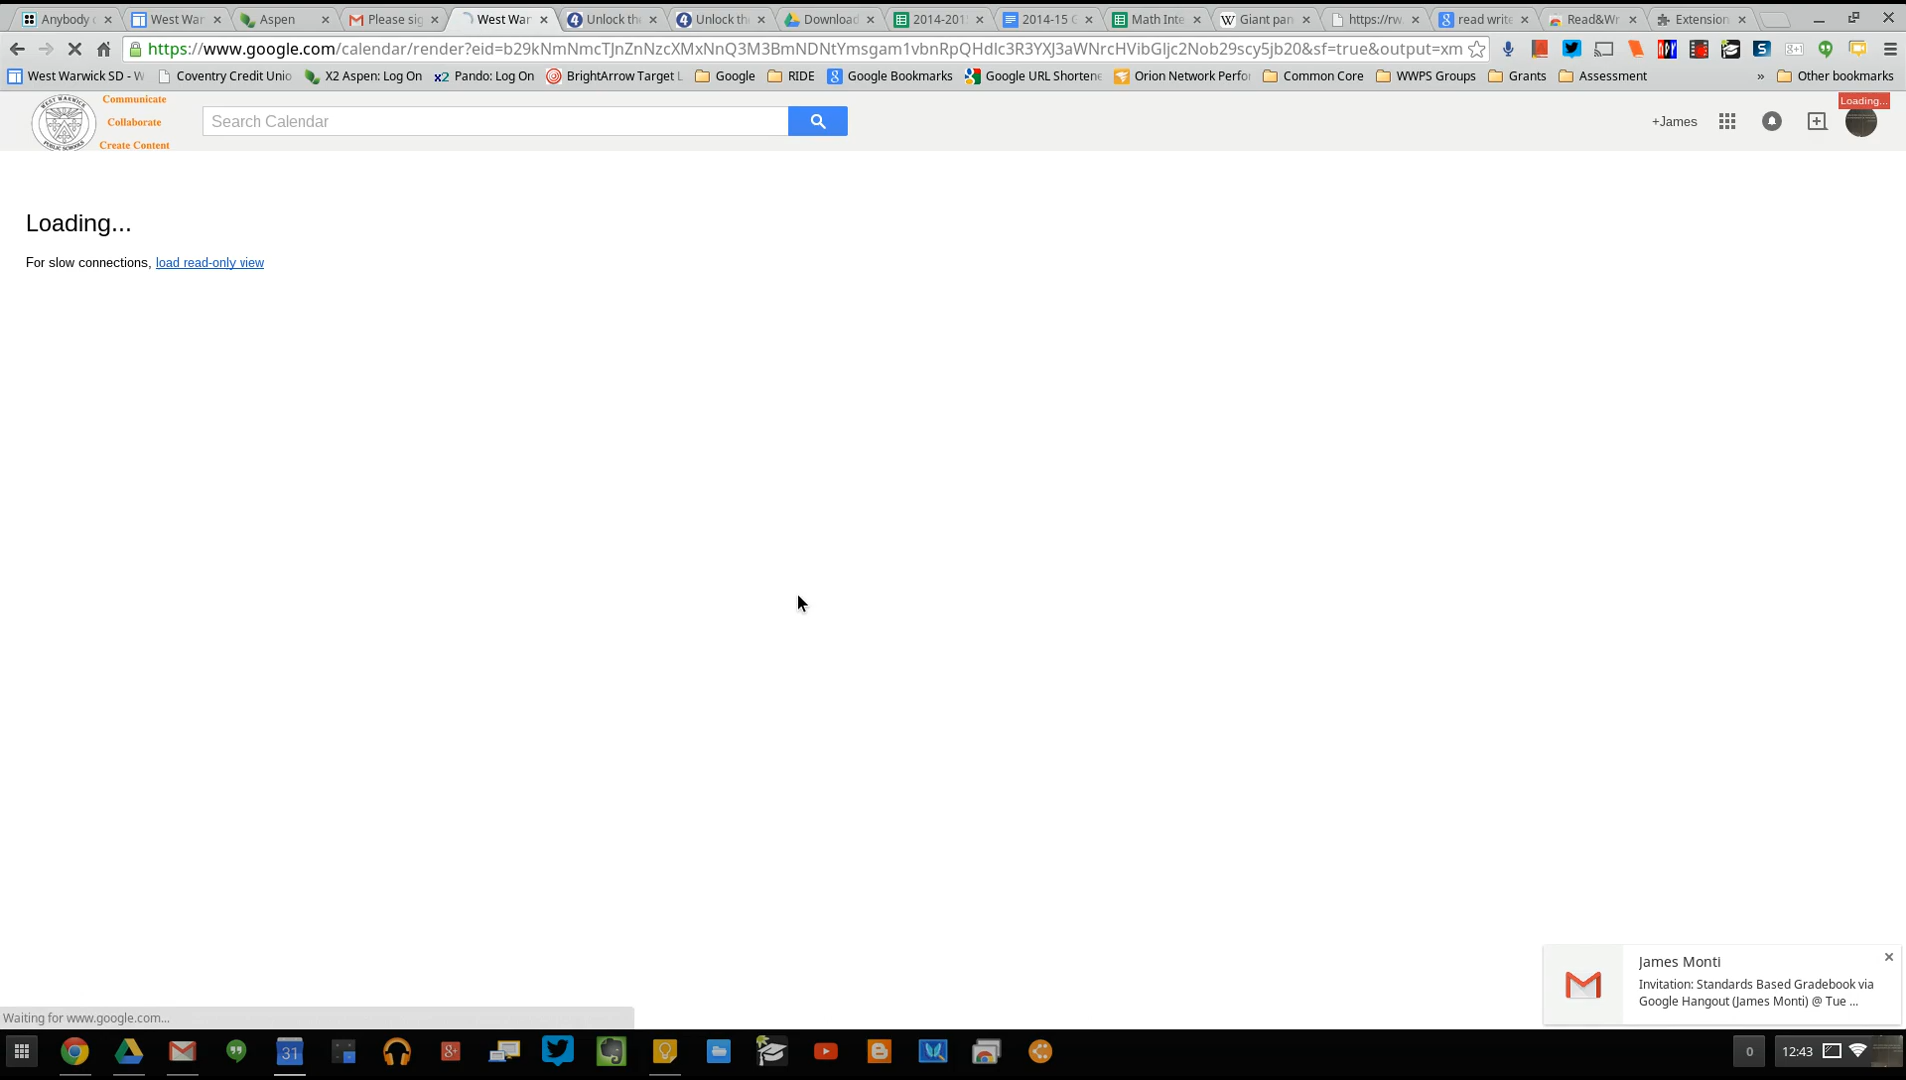 Anybody c
West War
Aspen
Please sig
West War
Unlock the
Unlock th
Download
2014-201
2014-15 C
Math Inte
Giant pan
https://rw
read write
Read&Wr
Extension
https://www.google.com/calendar/render?eid=b29kNmNmcTJnZnNzcXMxNnQ3M3BmNDNtYmsgam1vbnRpQHdlc3R3YXJ3aWNrcHVibGljc2Nob29scy5jb20&sf=true&output=xm
West Warwick SD - W
Coventry Credit Unio
X2 Aspen: Log On
x2 Pando: Log On
BrightArrow Target L
Google
RIDE
Google Bookmarks
Google URL Shortene
Orion Network Perfo
Common Core
WWPS Groups
Grants
Assessment
»
Other bookmarks
Communicate
Collaborate
Create Content
Search Calendar
+James
Loading...
Loading...
For slow connections, load read-only view
James Monti
Invitation: Standards Based Gradebook via
Google Hangout (James Monti) @ Tue ...
Waiting for www.google.com...
31
0
12:43